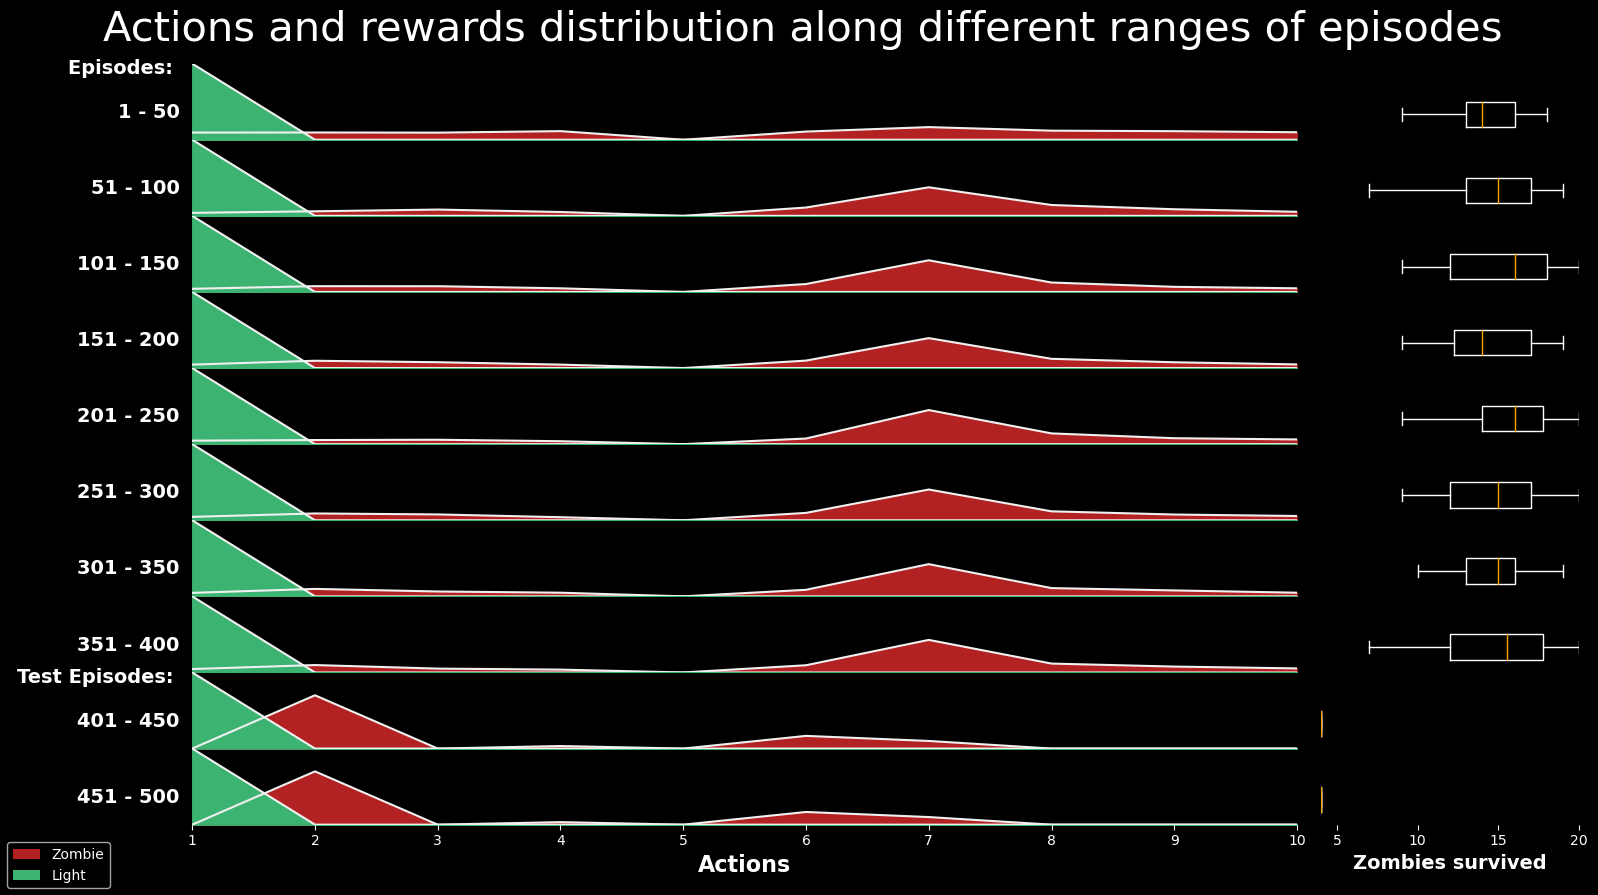 Actions and rewards distribution along different ranges of episodes
Episodes:
1 - 50
51 - 100
101 - 150
151 - 200
201 - 250
251 - 300
301 - 350
351 - 400
Test Episodes:
401 - 450
451 - 500
1 2 3 4 5 6 7 8 9 10
5 10 15 20
Actions
Zombies survived
Zombie
Light